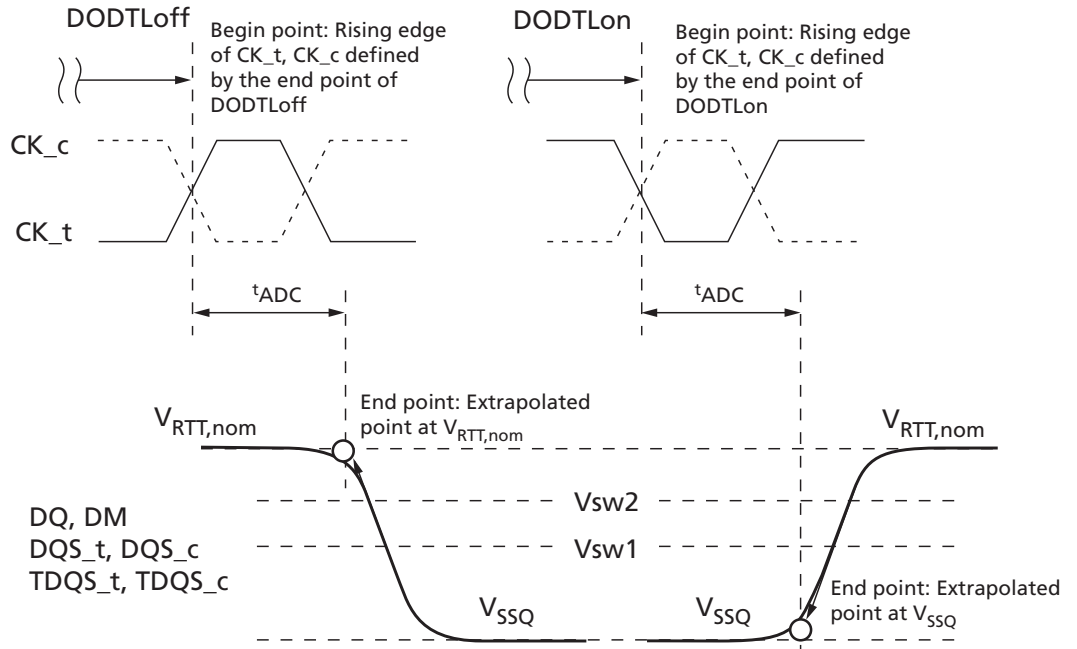 DODTLoff
Begin point: Rising edge
of CK_t, CK_c defined
by the end point of
DODTLoff
DODTLon
Begin point: Rising edge
of CK_t, CK_c defined
by the end point of
DODTLon
CK_c
CK_t
tADC
tADC
VRTT,nom
End point: Extrapolated
point at VRTT,nom
VRTT,nom
Vsw2
Vsw1
DQ, DM
DQS_t, DQS_c
TDQS_t, TDQS_c
VSSQ
VSSQ
End point: Extrapolated
point at VSSQ